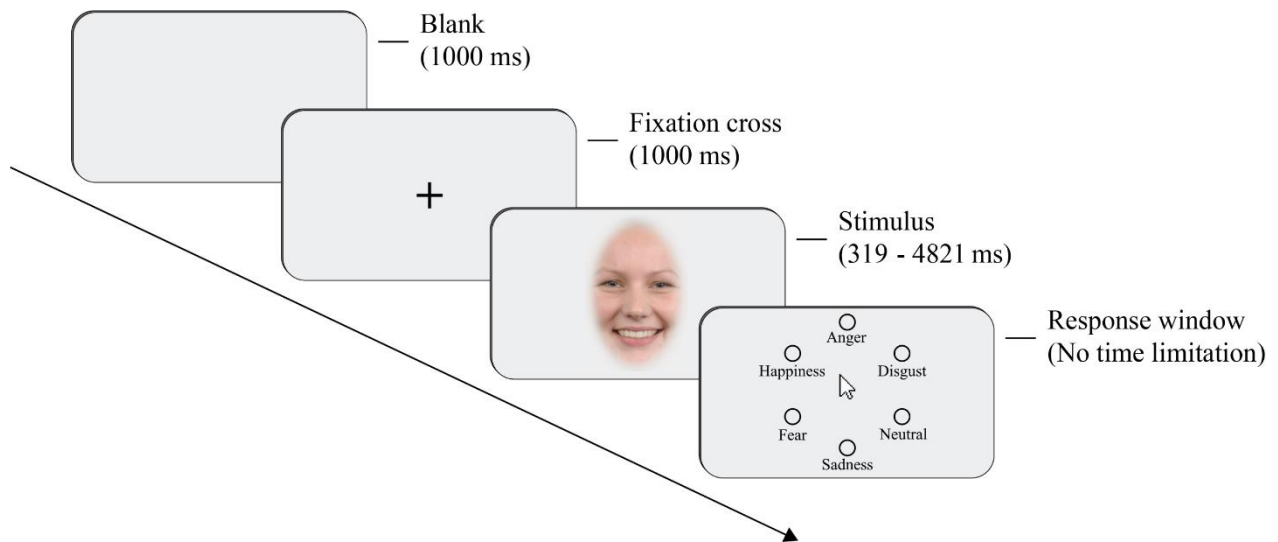 Blank
(1000 ms)
Fixation cross
(1000 ms)
Stimulus
(319 - 4821 ms)
Response window
(No time limitation)
Anger
Happiness
Disgust
Fear
Neutral
Sadness